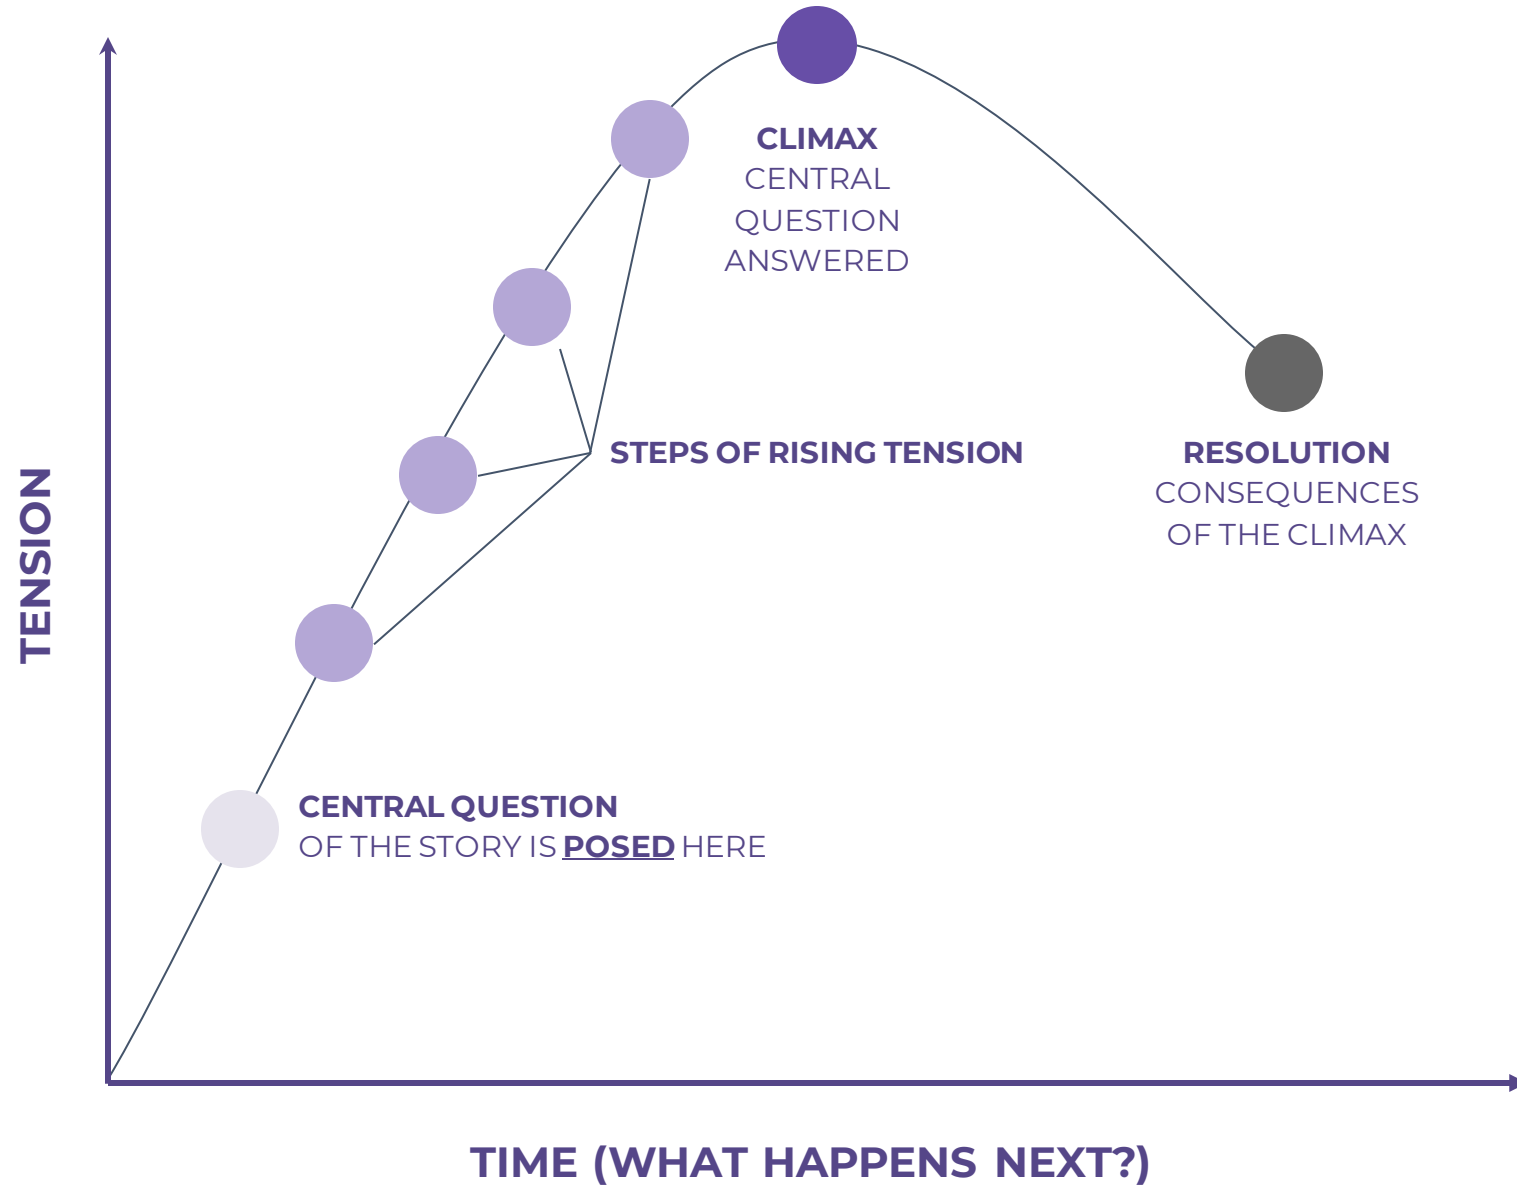 CLIMAX
CENTRAL
QUESTION
ANSWERED
STEPS OF RISING TENSION
RESOLUTION
CONSEQUENCES
OF THE CLIMAX
TENSION
CENTRAL QUESTION
OF THE STORY IS POSED HERE
TIME (WHAT HAPPENS NEXT?)